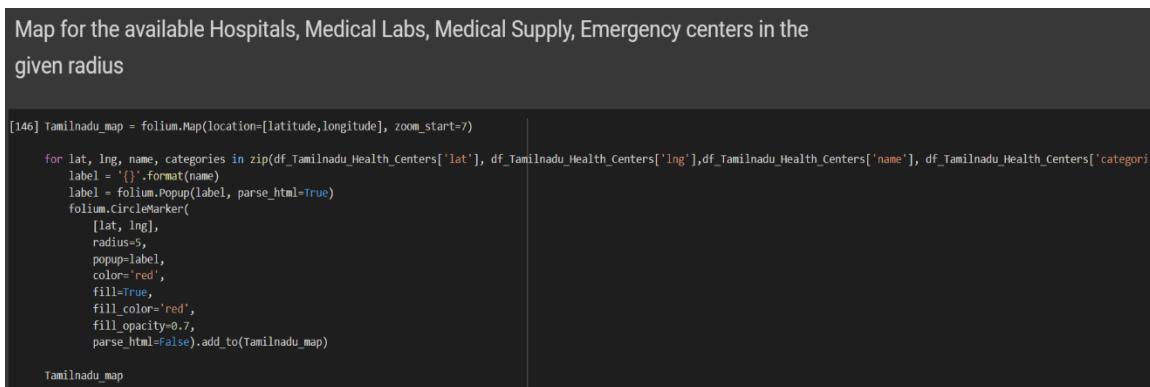 Map for the available Hospitals, Medical Labs, Medical Supply, Emergency centers in the
given radius
[146] Tamilnadu_map = folium.Map(location=[latitude,longitude], zoom_start=7)
for lat, lng, name, categories in zip(df_Tamilnadu_Health_Centers['lat'], df_Tamilnadu_Health_Centers['lng'],df_Tamilnadu_Health_Centers['name'], df_Tamilnadu_Health_Centers['categori
label = '{}'.format(name)
label = folium.Popup(label, parse_html=True)
folium.CircleMarker(
[lat, lng],
radius=5,
popup=label,
color='red',
fill=True,
fill_color='red',
fill_opacity=0.7,
parse_html=False).add_to(Tamilnadu_map)
Tamilnadu_map